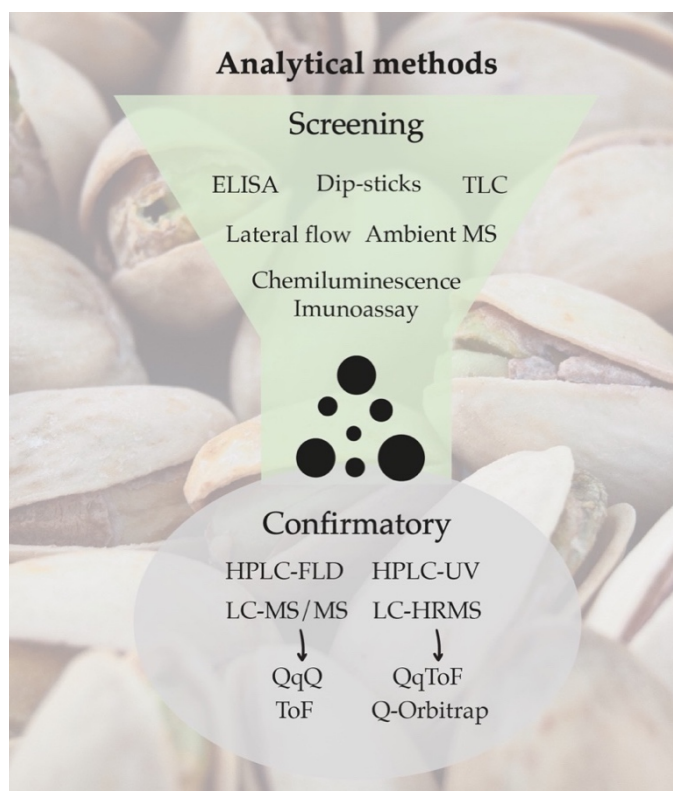 Analytical methods
Screening
ELISA Dip-sticks TLC
Lateral flow Ambient MS
Chemiluminescence
Imunoassay
Confirmatory
HPLC-FLD HPLC-UV
LC-MS/MS LC-HRMS
QqQ QqToF
ToF Q-Orbitrap